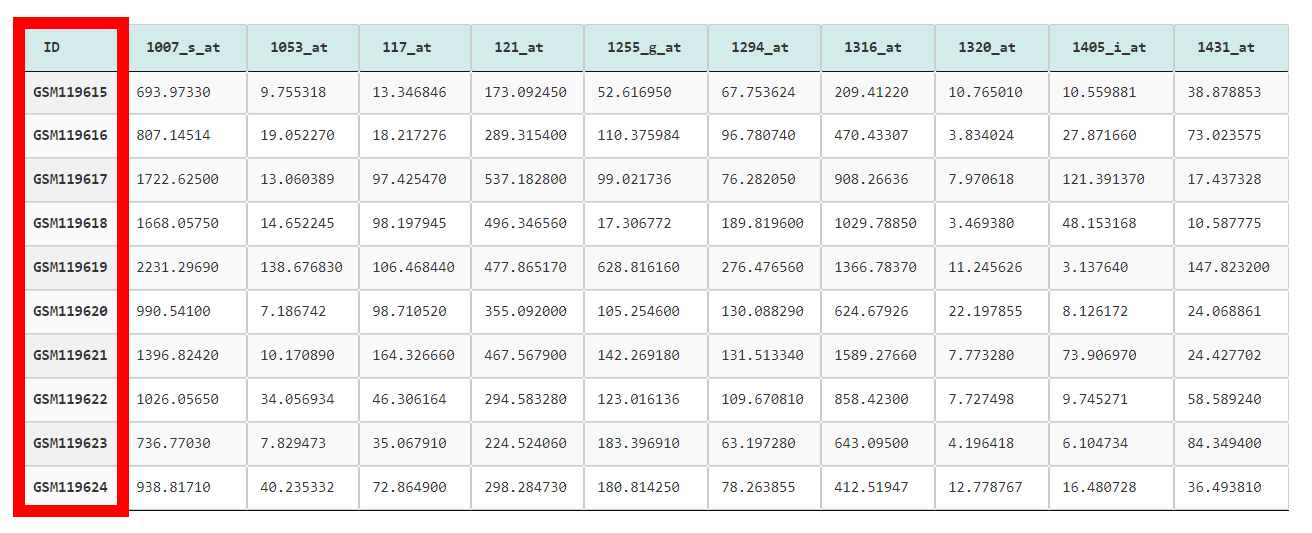 ID 1007_s_at 1053_at 117_at 121_at 1255_g_at 1294_at 1316_at 1320_at 1405_i_at 1431_at
GSM119615 693.97330 9.755318 13.346846 173.092450 52.616950 67.753624 209.41220 10.765010 10.559881 38.878853
GSM119616 807.14514 19.052270 18.217276 289.315400 110.375984 96.780740 470.43307 3.834024 27.871660 73.023575
GSM119617 1722.62500 13.060389 97.425470 537.182800 99.021736 76.282050 908.26636 7.970618 121.391370 17.437328
GSM119618 1668.05750 14.652245 98.197945 496.346560 17.306772 189.819600 1029.78850 3.469380 48.153168 10.587775
GSM119619 2231.29690 138.676830 106.468440 477.865170 628.816160 276.476560 1366.78370 11.245626 3.137640 147.823200
GSM119620 990.54100 7.186742 98.710520 355.092000 105.254600 130.088290 624.67926 22.197855 8.126172 24.068861
GSM119621 1396.82420 10.170890 164.326660 467.567900 142.269180 131.513340 1589.27660 7.773280 73.906970 24.427702
GSM119622 1026.05650 34.056934 46.306164 294.583280 123.016136 109.670810 858.42300 7.727498 9.745271 58.589240
GSM119623 736.77030 7.829473 35.067910 224.524060 183.396910 63.197280 643.09500 4.196418 6.104734 84.349400
GSM119624 938.81710 40.235332 72.864900 298.284730 180.814250 78.263855 412.51947 12.778767 16.480728 36.493810